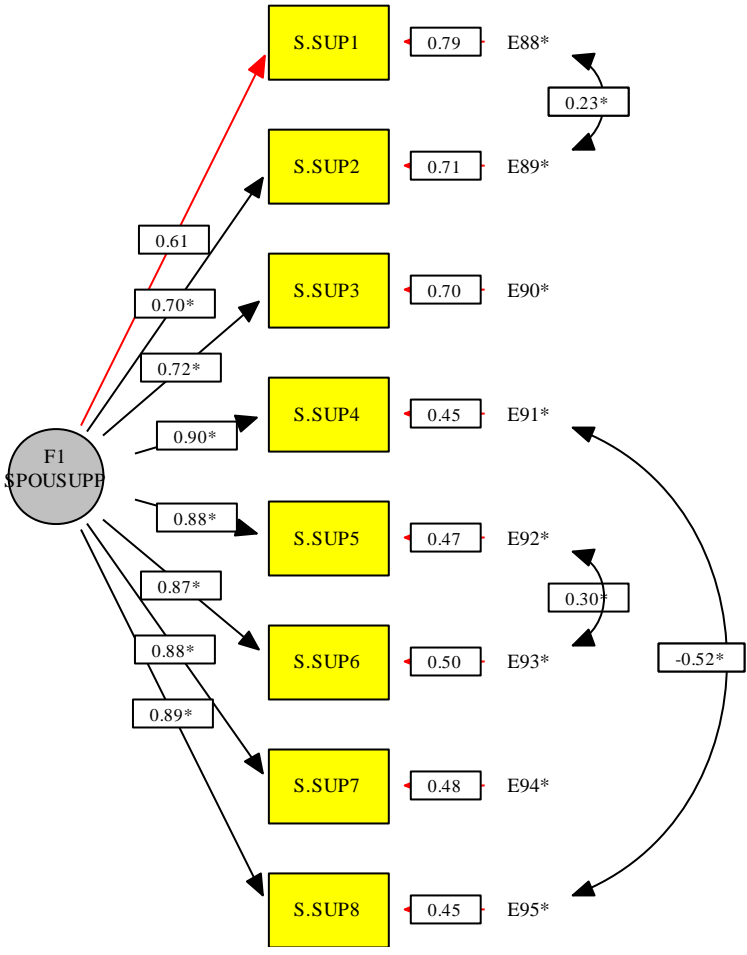 S.SUP1 0.79 E88*
0.23*
S.SUP2 0.71 E89*
0.61
S.SUP3 0.70 E90*
0.70*
0.72*
S.SUP4 0.45 E91*
0.90*
F1
SPOUSUPP
0.88*
S.SUP5 0.47 E92*
0.87*
0.30*
0.88*
S.SUP6 0.50 E93*
-0.52*
0.89*
S.SUP7 0.48 E94*
S.SUP8 0.45 E95*